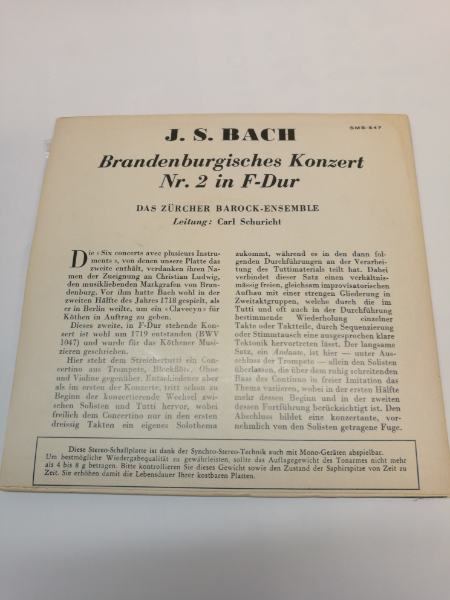 SMS-847
J. S. BACH
Brandenburgisches Konzert
Nr. 2 in F-Dur
DAS ZÜRCHER BAROCK-ENSEMBLE
Leitung: Carl Schuricht
Die «Six concerts avec plusieurs Instru-
ments», von denen unsere Platte das
zweite enthält, verdanken ihren Na-
men der Zueignung an Christian Ludwig,
den musikliebenden Markgrafen von Bran-
denburg. Vor ihm hatte Bach wohl in der
zweiten Hälfte des Jahres 1718 gespielt, als
er in Berlin weilte, um ein «Clavecyn» für
Köthen in Auftrag zu geben.
Dieses zweite, in F-Dur stehende Kon-
zert ist wohl um 1719 entstanden (BWV
1047) und wurde für das Köthener Musi-
zieren geschrieben.
Hier steht dem Streichertutti ein Con-
certino aus Trompete, Blockflöte, Oboe
und Violine gegenüber. Entschiedener aber
als im ersten der Konzerte, tritt schon zu
Beginn der konzertierende Wechsel zwi-
schen Solisten und Tutti hervor, wobei
freilich dem Concertino nur in den ersten
dreissig Takten ein eigenes Solothema
zukommt, während es in den dann fol-
genden Durchführungen an der Verarbei-
tung des Tuttimaterials teil hat. Dabei
verbindet dieser Satz einen verhältnis-
mässig freien, gleichsam improvisatorischen
Aufbau mit einer strengen Gliederung in
Zweitaktgruppen, welche durch die im
Tutti und oft auch in der Durchführung
bestimmende Wiederholung einzelner
Takte oder Taktteile, durch Sequenzierung
oder Stimmtausch eine ausgesprochen klare
Tektonik hervortreten lässt. Der langsame
Satz, ein Andante, ist hier — unter Aus-
schluss der Trompete — allein den Solisten
überlassen, die über dem ruhig schreitenden
Bass des Continuo in freier Imitation das
Thema variieren, wobei in der ersten Hälfte
mehr dessen Beginn und in der zweiten
dessen Fortführung berücksichtigt ist. Den
Abschluss bildet eine konzertante, vor-
nehmlich von den Solisten getragene Fuge.
Diese Stereo-Schallplatte ist dank der Synchro-Stereo-Technik auch mit Mono-Geräten abspielbar.
Um bestmögliche Wiedergabequalität zu gewährleisten, sollte das Auflagegewicht des Tonarmes nicht mehr
als 4 bis 8 g betragen. Bitte kontrollieren Sie dieses Gewicht sowie den Zustand der Saphirspitze von Zeit zu
Zeit. Sie erhöhen damit die Lebensdauer Ihrer kostbaren Platten.